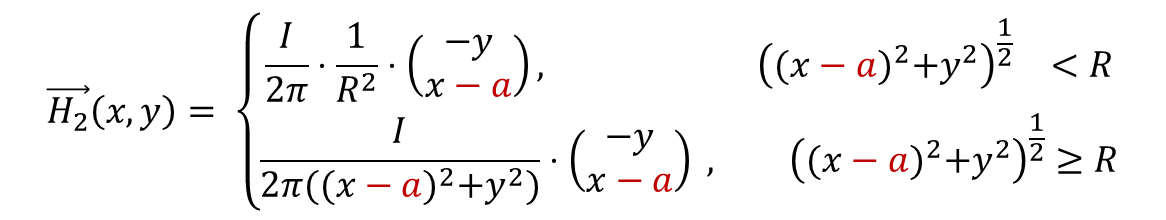 I/2π · 1/R² · (−y, x − a), ((x − a)²+y²)^(1/2) < R
H₂⃗(x, y) = {
I/(2π((x − a)²+y²)) · (−y, x − a) , ((x − a)²+y²)^(1/2) ≥ R